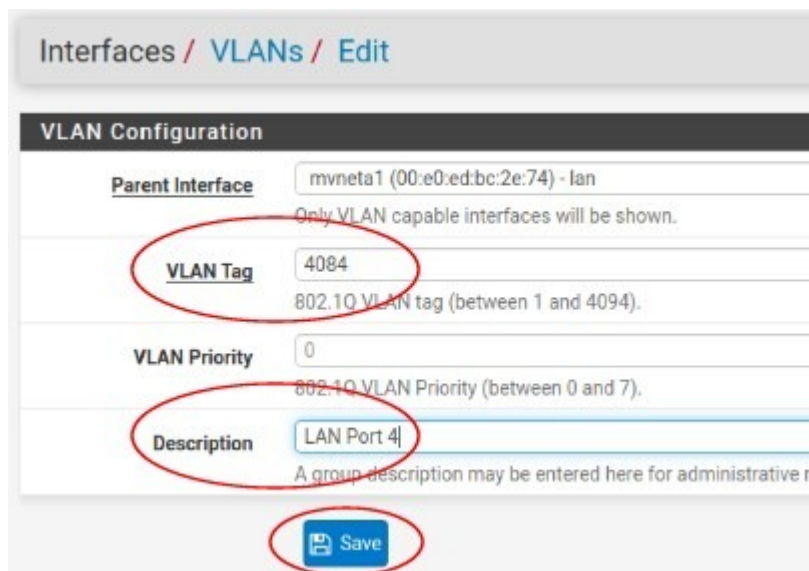 Interfaces / VLANs / Edit
VLAN Configuration
Parent Interface
mvneta1 (00:e0:ed:bc:2e:74) - lan
Only VLAN capable interfaces will be shown.
VLAN Tag
4084
802.1Q VLAN tag (between 1 and 4094).
VLAN Priority
0
802.1Q VLAN Priority (between 0 and 7).
Description
LAN Port 4
A group description may be entered here for administrative
Save